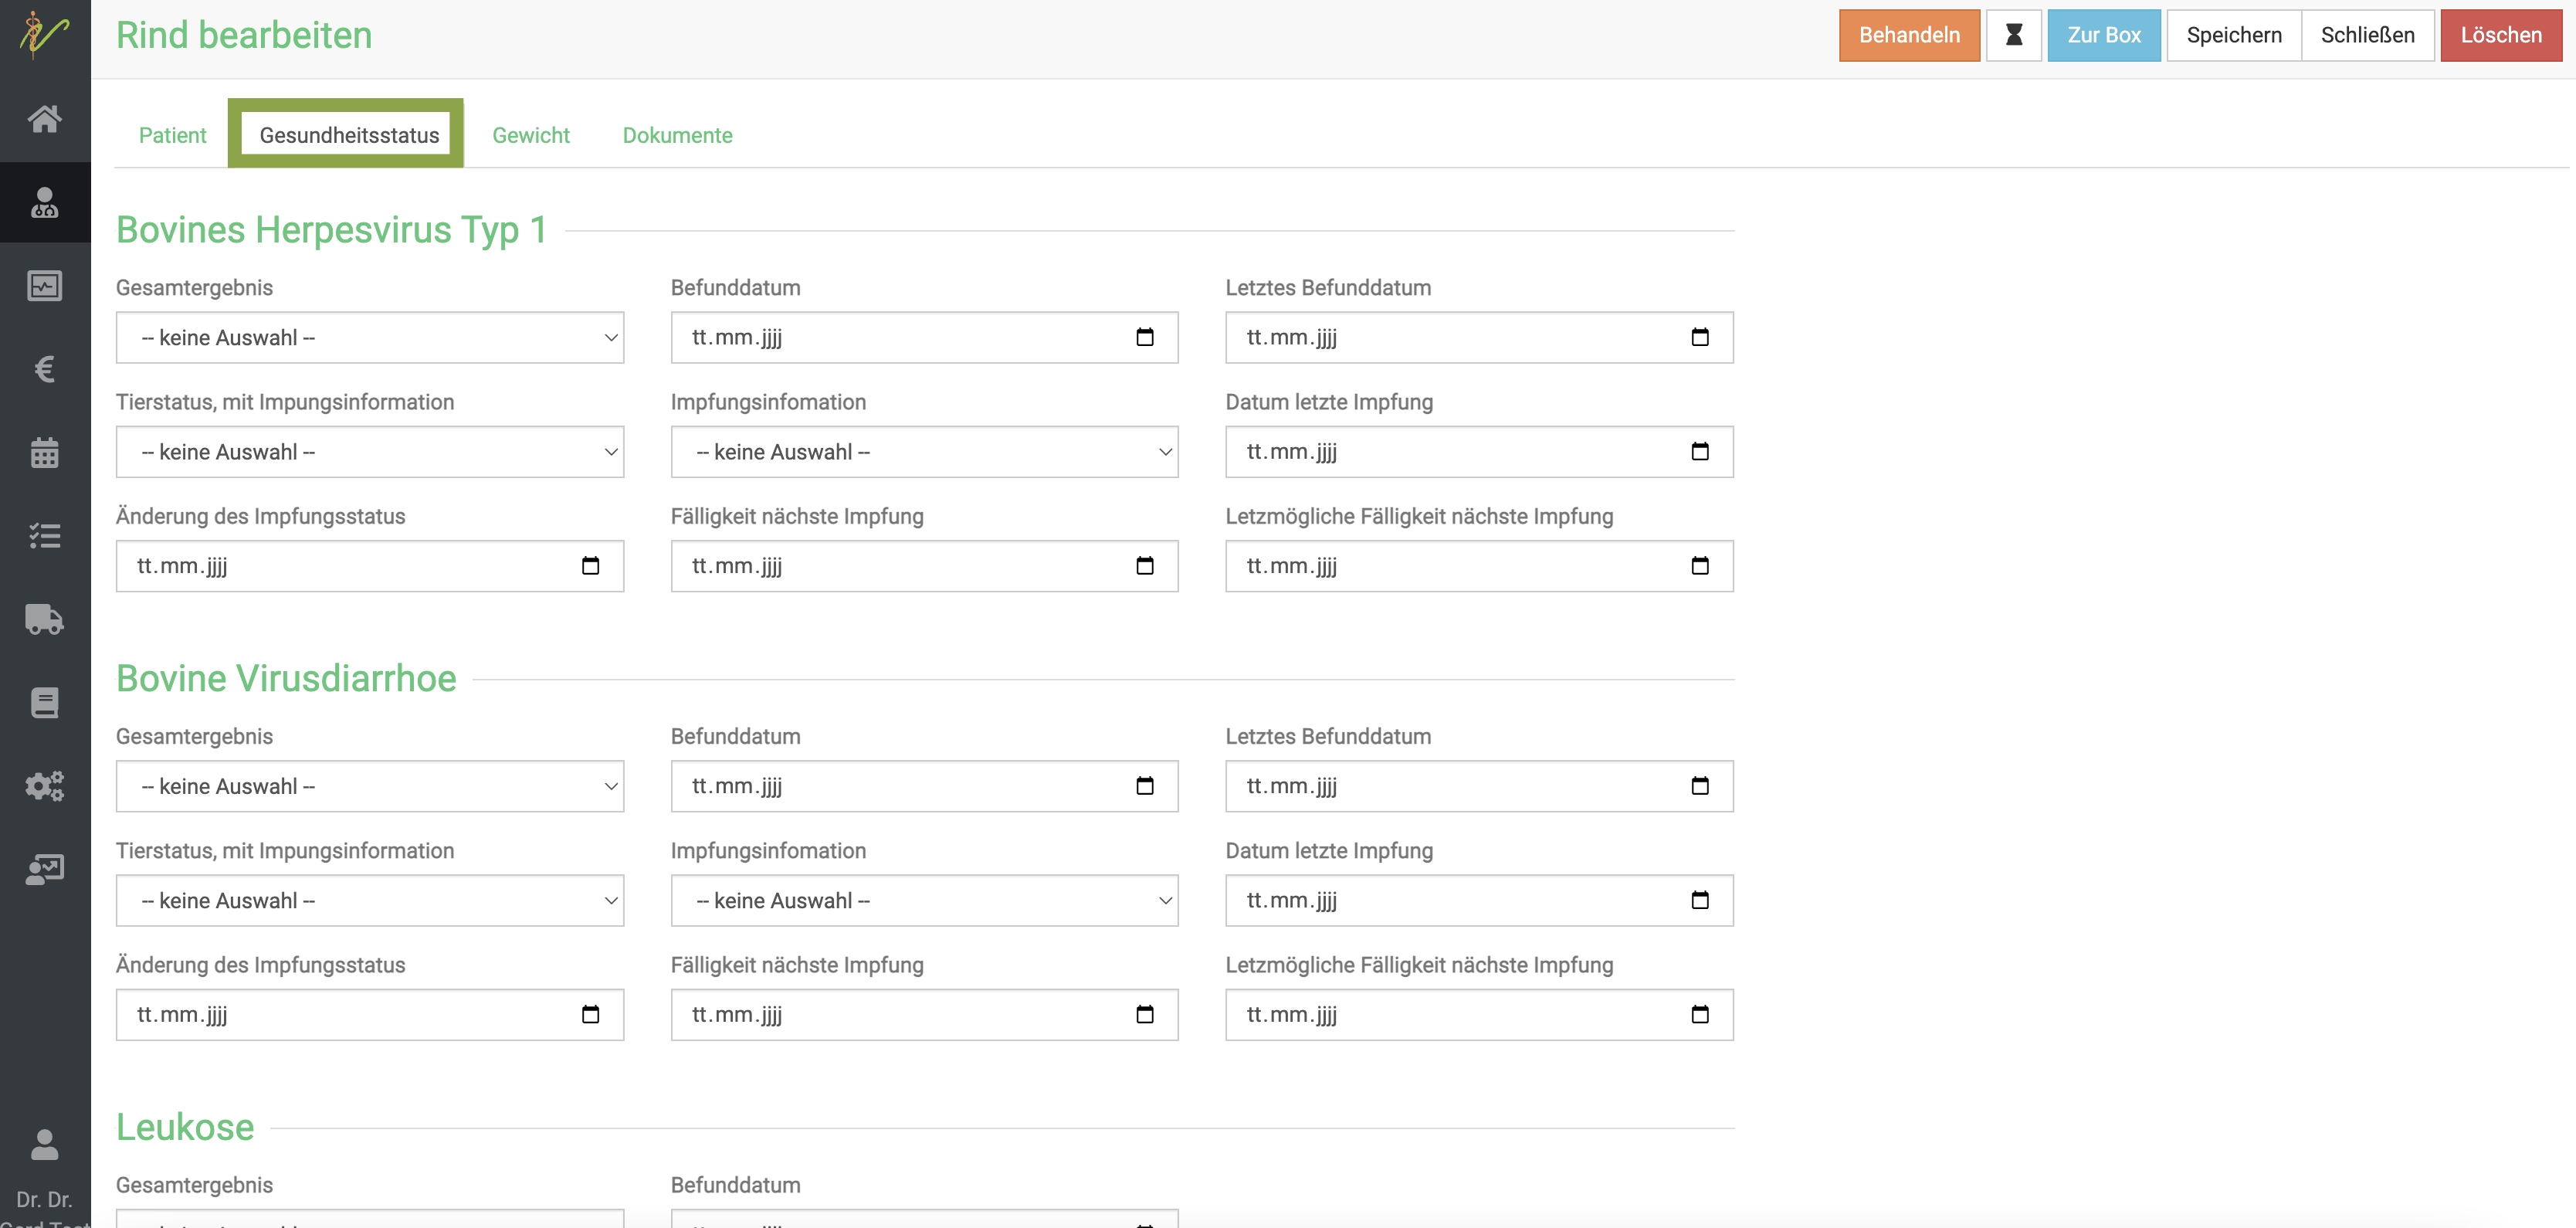 Rind bearbeiten
Behandeln
Zur Box
Speichern
Schließen
Löschen
Patient
Gesundheitsstatus
Gewicht
Dokumente
Bovines Herpesvirus Typ 1
Gesamtergebnis
Befunddatum
Letztes Befunddatum
-- keine Auswahl --
tt.mm.jjjj
tt.mm.jjjj
Tierstatus, mit Impungsinformation
Impfungsinfomation
Datum letzte Impfung
-- keine Auswahl --
-- keine Auswahl --
tt.mm.jjjj
Änderung des Impfungsstatus
Fälligkeit nächste Impfung
Letzmögliche Fälligkeit nächste Impfung
tt.mm.jjjj
tt.mm.jjjj
tt.mm.jjjj
Bovine Virusdiarrhoe
Gesamtergebnis
Befunddatum
Letztes Befunddatum
-- keine Auswahl --
tt.mm.jjjj
tt.mm.jjjj
Tierstatus, mit Impungsinformation
Impfungsinfomation
Datum letzte Impfung
-- keine Auswahl --
-- keine Auswahl --
tt.mm.jjjj
Änderung des Impfungsstatus
Fälligkeit nächste Impfung
Letzmögliche Fälligkeit nächste Impfung
tt.mm.jjjj
tt.mm.jjjj
tt.mm.jjjj
Leukose
Gesamtergebnis
Befunddatum
Dr. Dr.